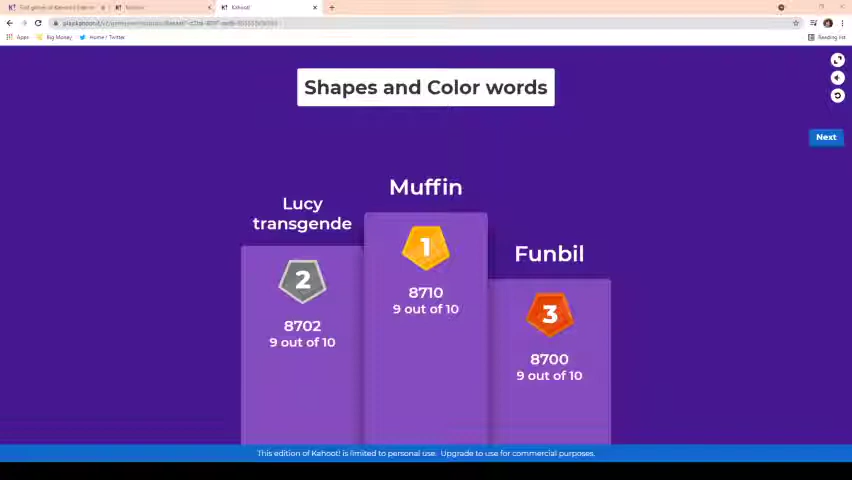 Kahoot!
Apps
Big Money
Home / Twitter
Reading list
Shapes and Color words
Next
Muffin
Lucy
transgende
Funbil
1
2
3
8710
9 out of 10
8702
9 out of 10
8700
9 out of 10
This edition of Kahoot! is limited to personal use. Upgrade to use for commercial purposes.